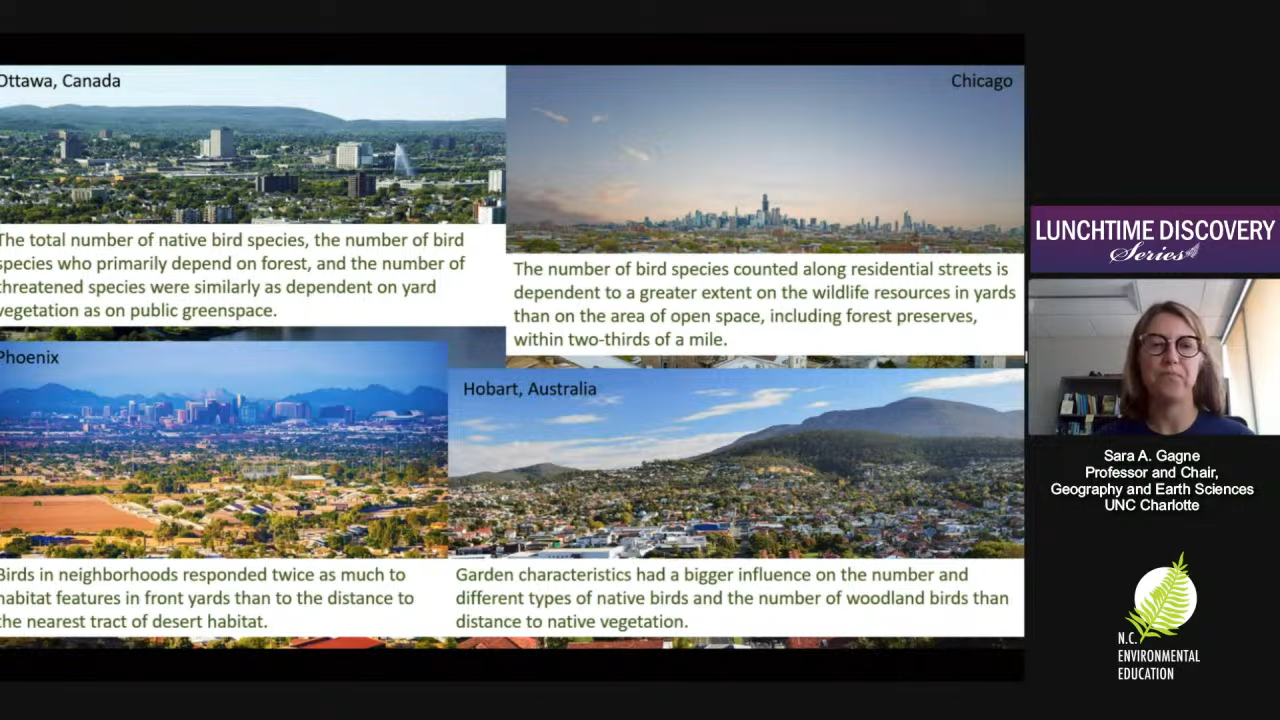 Ottawa, Canada
The total number of native bird species, the number of bird
species who primarily depend on forest, and the number of
threatened species were similarly as dependent on yard
vegetation as on public greenspace.
Chicago
The number of bird species counted along residential streets is
dependent to a greater extent on the wildlife resources in yards
than on the area of open space, including forest preserves,
within two-thirds of a mile.
Phoenix
Birds in neighborhoods responded twice as much to
habitat features in front yards than to the distance to
the nearest tract of desert habitat.
Hobart, Australia
Garden characteristics had a bigger influence on the number and
different types of native birds and the number of woodland birds than
distance to native vegetation.
LUNCHTIME DISCOVERY
Series
Sara A. Gagne
Professor and Chair,
Geography and Earth Sciences
UNC Charlotte
N.C.
ENVIRONMENTAL
EDUCATION